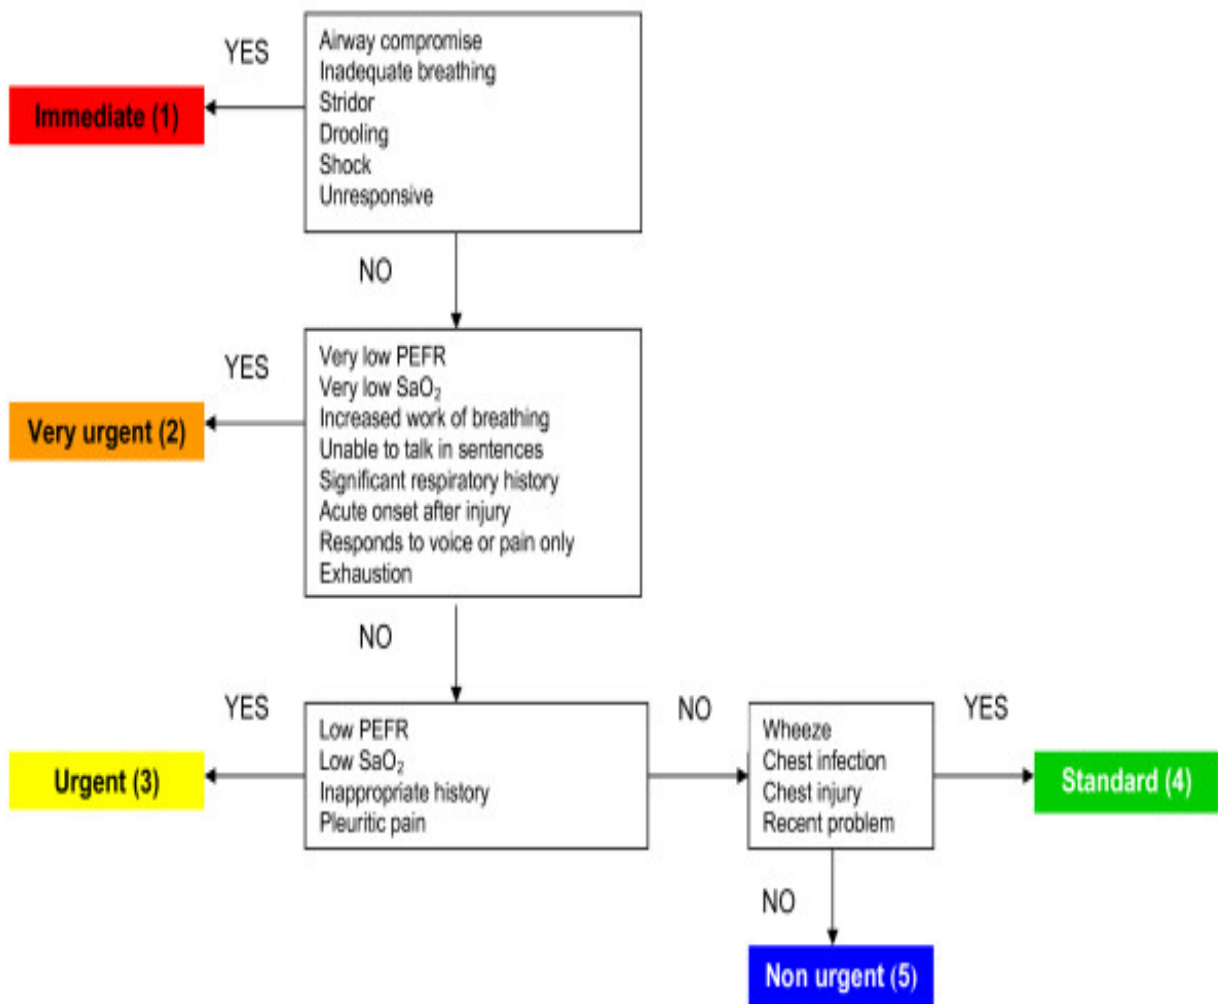 YES
Airway compromise
Inadequate breathing
Stridor
Drooling
Shock
Unresponsive
Immediate (1)
NO
YES
Very low PEFR
Very low SaO₂
Increased work of breathing
Unable to talk in sentences
Significant respiratory history
Acute onset after injury
Responds to voice or pain only
Exhaustion
Very urgent (2)
NO
YES
Low PEFR
Low SaO₂
Inappropriate history
Pleuritic pain
Urgent (3)
NO
Wheeze
Chest infection
Chest injury
Recent problem
YES
Standard (4)
NO
Non urgent (5)